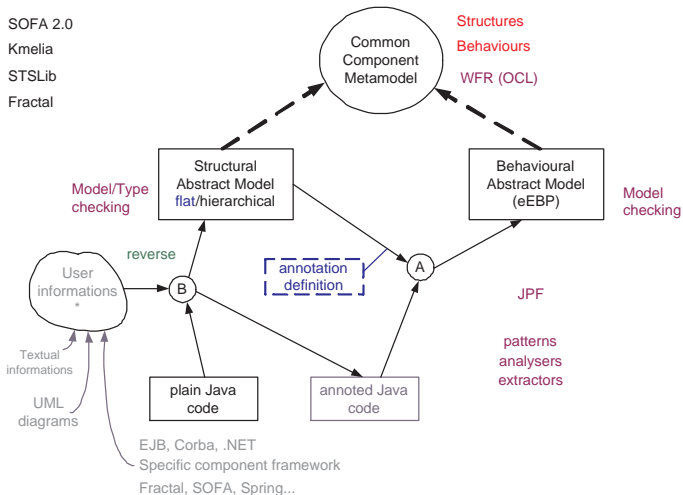 SOFA 2.0
Kmelia
STSLib
Fractal
Common
Component
Metamodel
Structures
Behaviours
WFR (OCL)
Structural
Abstract Model
flat/hierarchical
Behavioural
Abstract Model
(eEBP)
Model/Type
checking
Model
checking
reverse
User
informations
*
B
annotation
definition
A
JPF
patterns
analysers
extractors
Textual
informations
UML
diagrams
plain Java
code
annoted Java
code
EJB, Corba, .NET
Specific component framework
Fractal, SOFA, Spring...